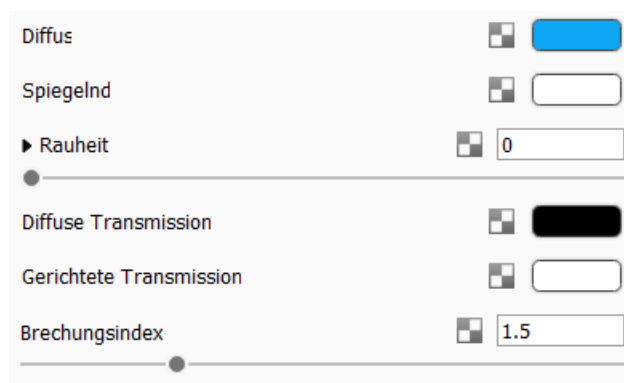 Diffus
Spiegelnd
Rauheit 0
Diffuse Transmission
Gerichtete Transmission
Brechungsindex 1.5